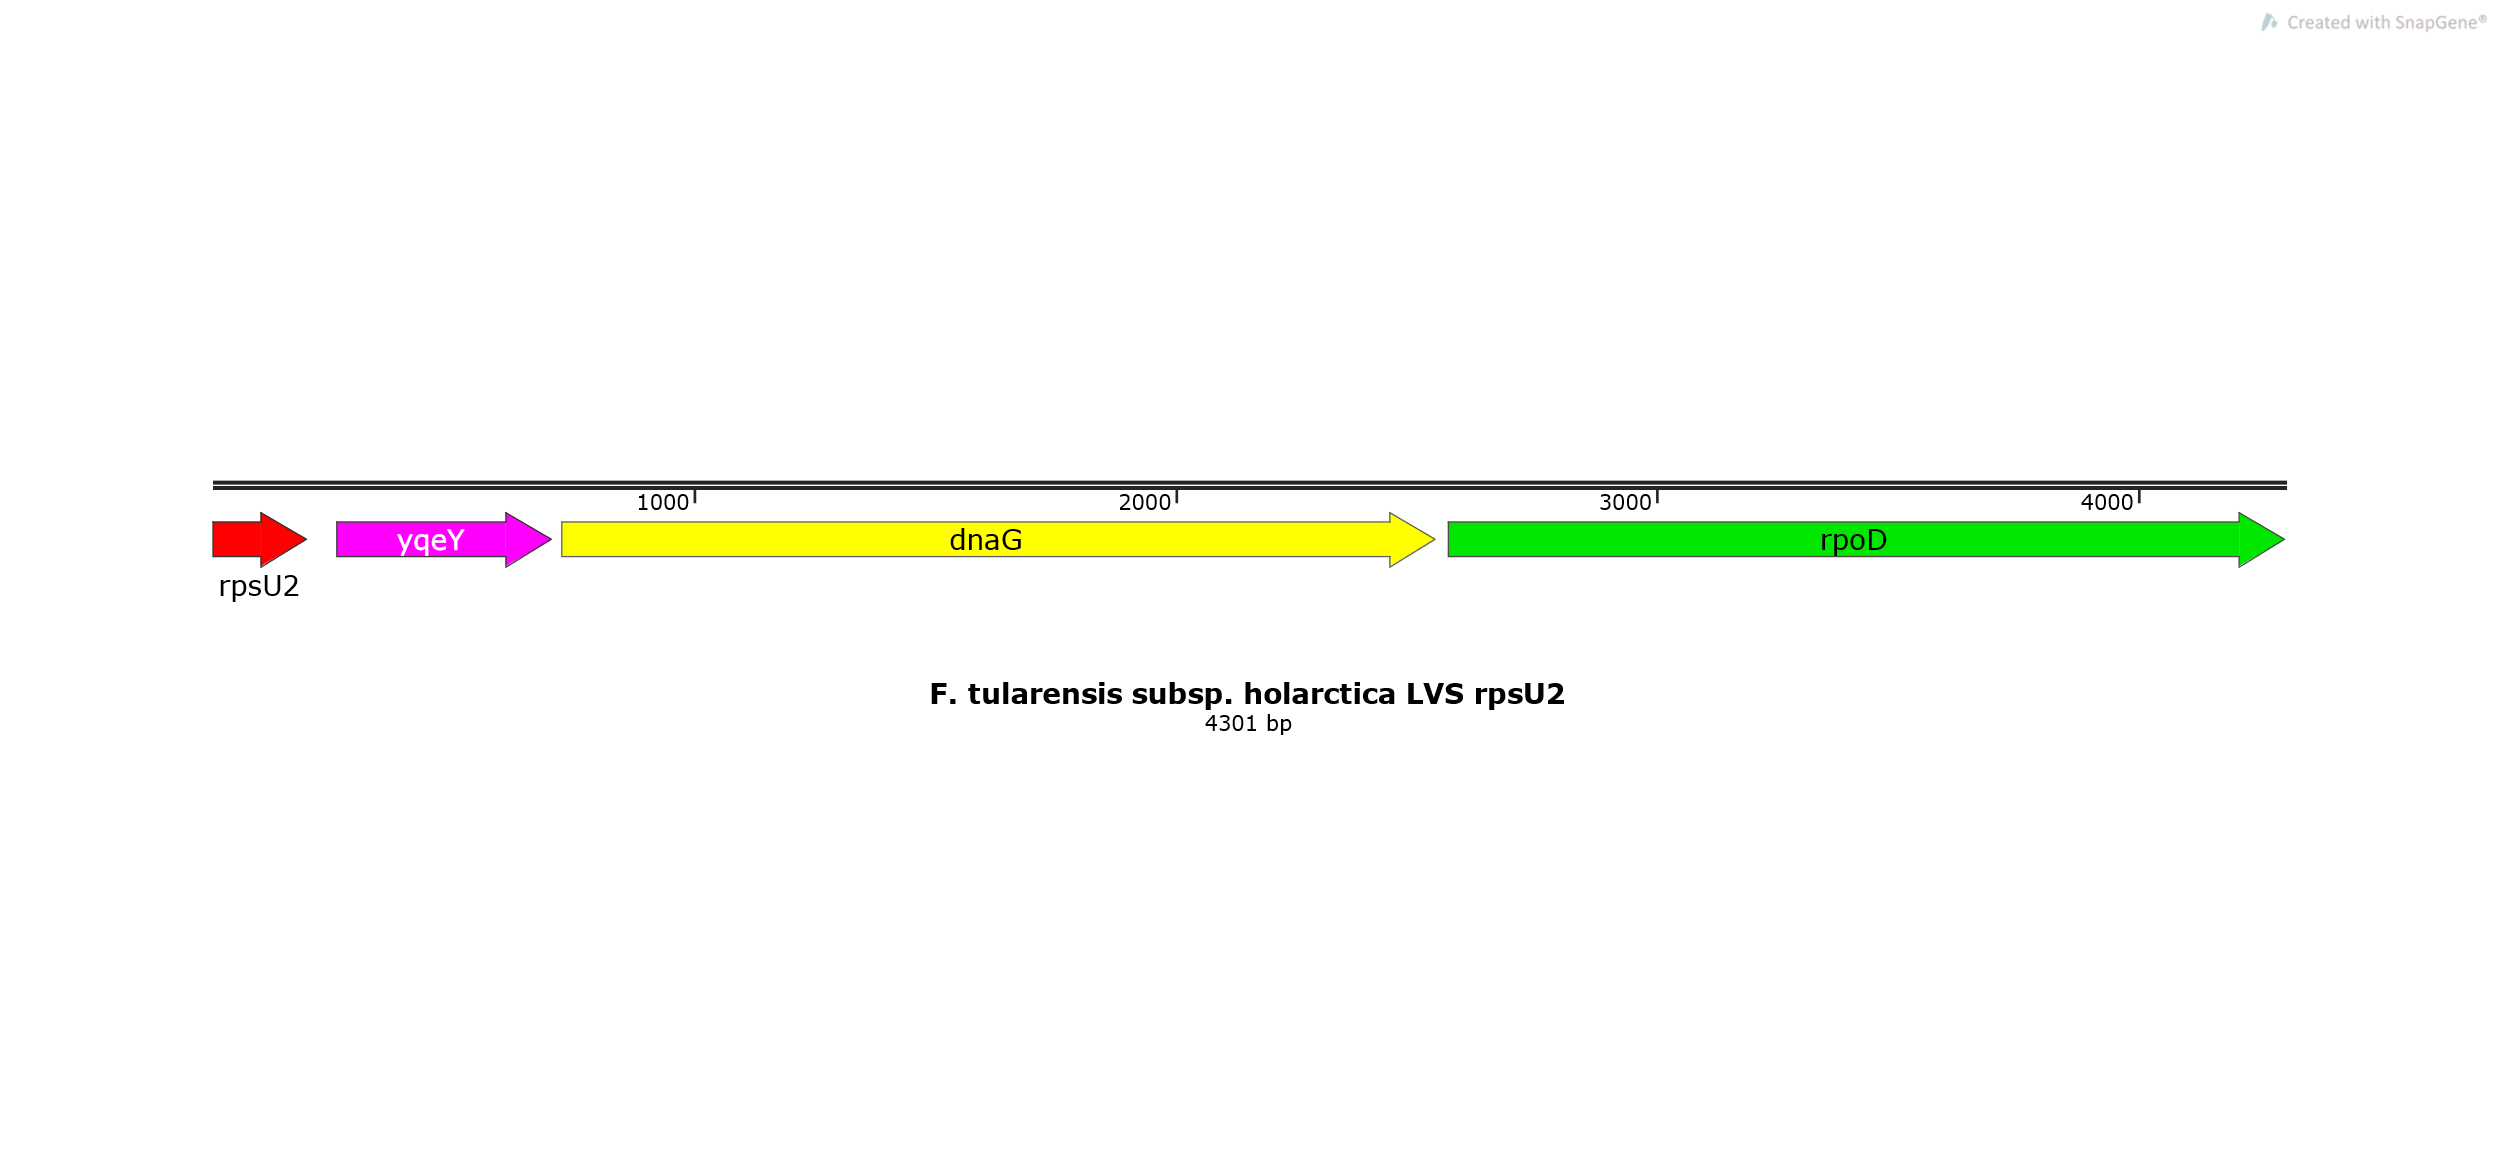 Created with SnapGene®
1000 2000 3000 4000
yqeY dnaG rpoD
rpsU2
F. tularensis subsp. holarctica LVS rpsU2
4301 bp